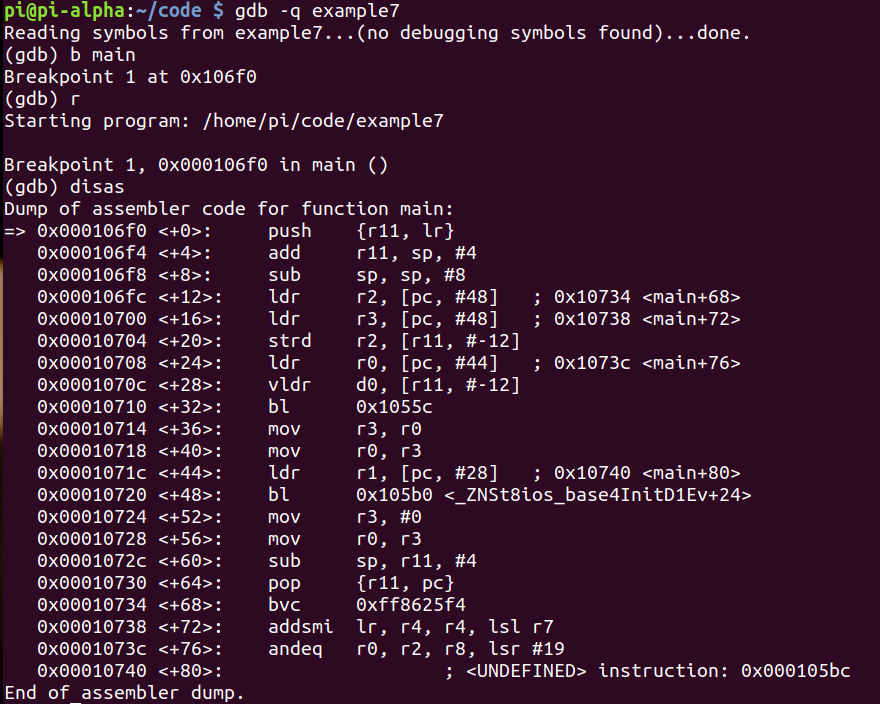 pi@pi-alpha:~/code $ gdb -q example7
Reading symbols from example7...(no debugging symbols found)...done.
(gdb) b main
Breakpoint 1 at 0x106f0
(gdb) r
Starting program: /home/pi/code/example7
Breakpoint 1, 0x000106f0 in main ()
(gdb) disas
Dump of assembler code for function main:
=> 0x000106f0 <+0>:     push    {r11, lr}
   0x000106f4 <+4>:     add     r11, sp, #4
   0x000106f8 <+8>:     sub     sp, sp, #8
   0x000106fc <+12>:    ldr     r2, [pc, #48]   ; 0x10734 <main+68>
   0x00010700 <+16>:    ldr     r3, [pc, #48]   ; 0x10738 <main+72>
   0x00010704 <+20>:    strd    r2, [r11, #-12]
   0x00010708 <+24>:    ldr     r0, [pc, #44]   ; 0x1073c <main+76>
   0x0001070c <+28>:    vldr    d0, [r11, #-12]
   0x00010710 <+32>:    bl      0x1055c
   0x00010714 <+36>:    mov     r3, r0
   0x00010718 <+40>:    mov     r0, r3
   0x0001071c <+44>:    ldr     r1, [pc, #28]   ; 0x10740 <main+80>
   0x00010720 <+48>:    bl      0x105b0 <_ZNSt8ios_base4InitD1Ev+24>
   0x00010724 <+52>:    mov     r3, #0
   0x00010728 <+56>:    mov     r0, r3
   0x0001072c <+60>:    sub     sp, r11, #4
   0x00010730 <+64>:    pop     {r11, pc}
   0x00010734 <+68>:    bvc     0xff8625f4
   0x00010738 <+72>:    addsmi  lr, r4, r4, lsl r7
   0x0001073c <+76>:    andeq   r0, r2, r8, lsr #19
   0x00010740 <+80>:                    ; <UNDEFINED> instruction: 0x000105bc
End of assembler dump.